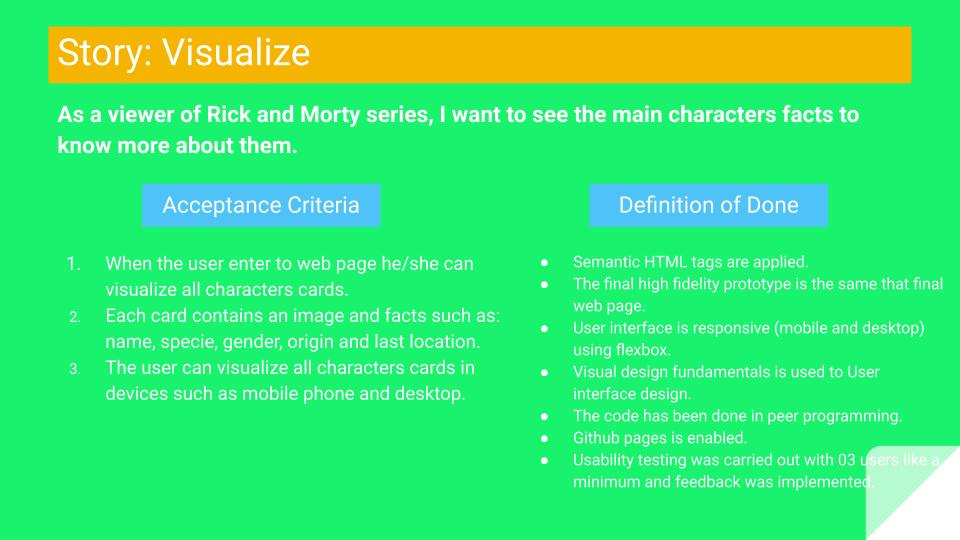 Story: Visualize
As a viewer of Rick and Morty series, I want to see the main characters facts to
know more about them.
Acceptance Criteria
1. When the user enter to web page he/she can
visualize all characters cards.
2. Each card contains an image and facts such as:
name, specie, gender, origin and last location.
3. The user can visualize all characters cards in
devices such as mobile phone and desktop.
Definition of Done
● Semantic HTML tags are applied.
● The final high fidelity prototype is the same that final
web page.
● User interface is responsive (mobile and desktop)
using flexbox.
● Visual design fundamentals is used to User
interface design.
● The code has been done in peer programming.
● Github pages is enabled.
● Usability testing was carried out with 03 users like a
minimum and feedback was implemented.